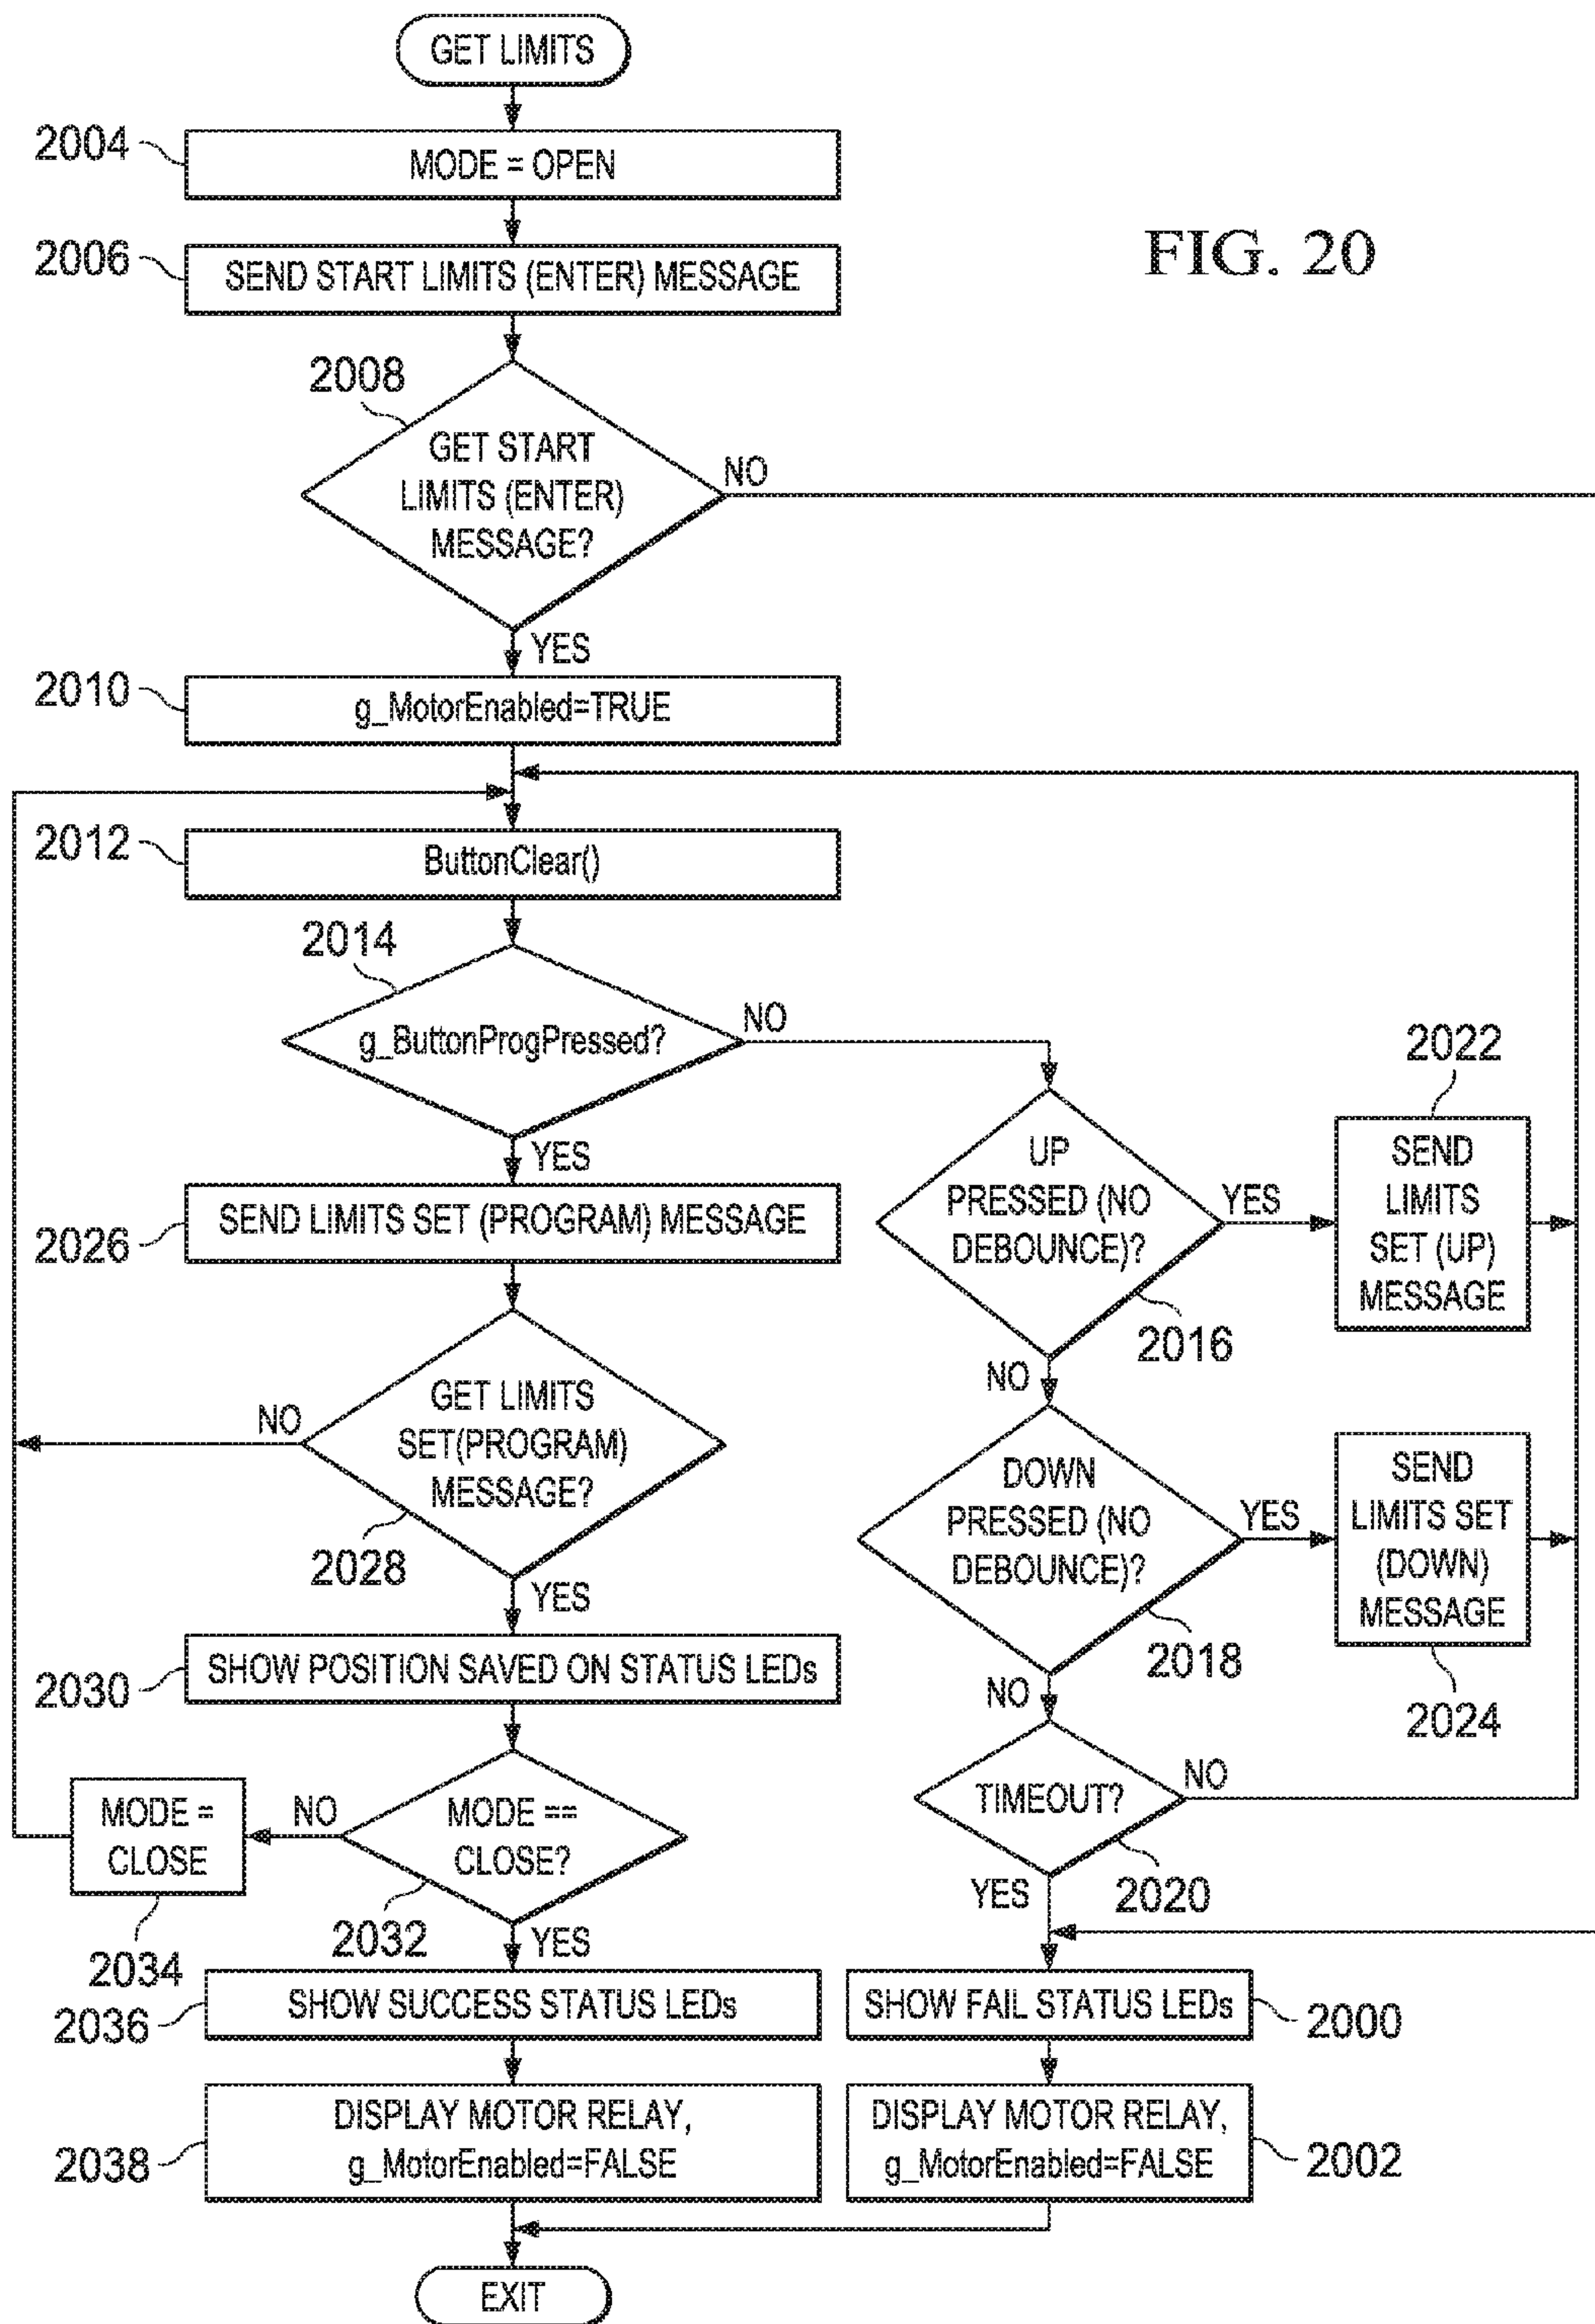 GET LIMITS
2004
MODE = OPEN
2006
SEND START LIMITS (ENTER) MESSAGE
FIG. 20
2008
GET START
LIMITS (ENTER)
MESSAGE?
NO
YES
2010
g_MotorEnabled=TRUE
2012
ButtonClear()
2014
g_ButtonProgPressed?
NO
YES
2022
UP
PRESSED (NO
DEBOUNCE)?
YES
SEND
LIMITS
SET (UP)
MESSAGE
2016
NO
2026
SEND LIMITS SET (PROGRAM) MESSAGE
GET LIMITS
SET(PROGRAM)
MESSAGE?
NO
2028
YES
DOWN
PRESSED (NO
DEBOUNCE)?
YES
SEND
LIMITS SET
(DOWN)
MESSAGE
2018
2024
NO
2030
SHOW POSITION SAVED ON STATUS LEDs
TIMEOUT?
NO
2020
YES
MODE =
CLOSE
NO
MODE ==
CLOSE?
2032
YES
2034
2036
SHOW SUCCESS STATUS LEDs
SHOW FAIL STATUS LEDs
2000
2038
DISPLAY MOTOR RELAY,
g_MotorEnabled=FALSE
DISPLAY MOTOR RELAY,
g_MotorEnabled=FALSE
2002
EXIT